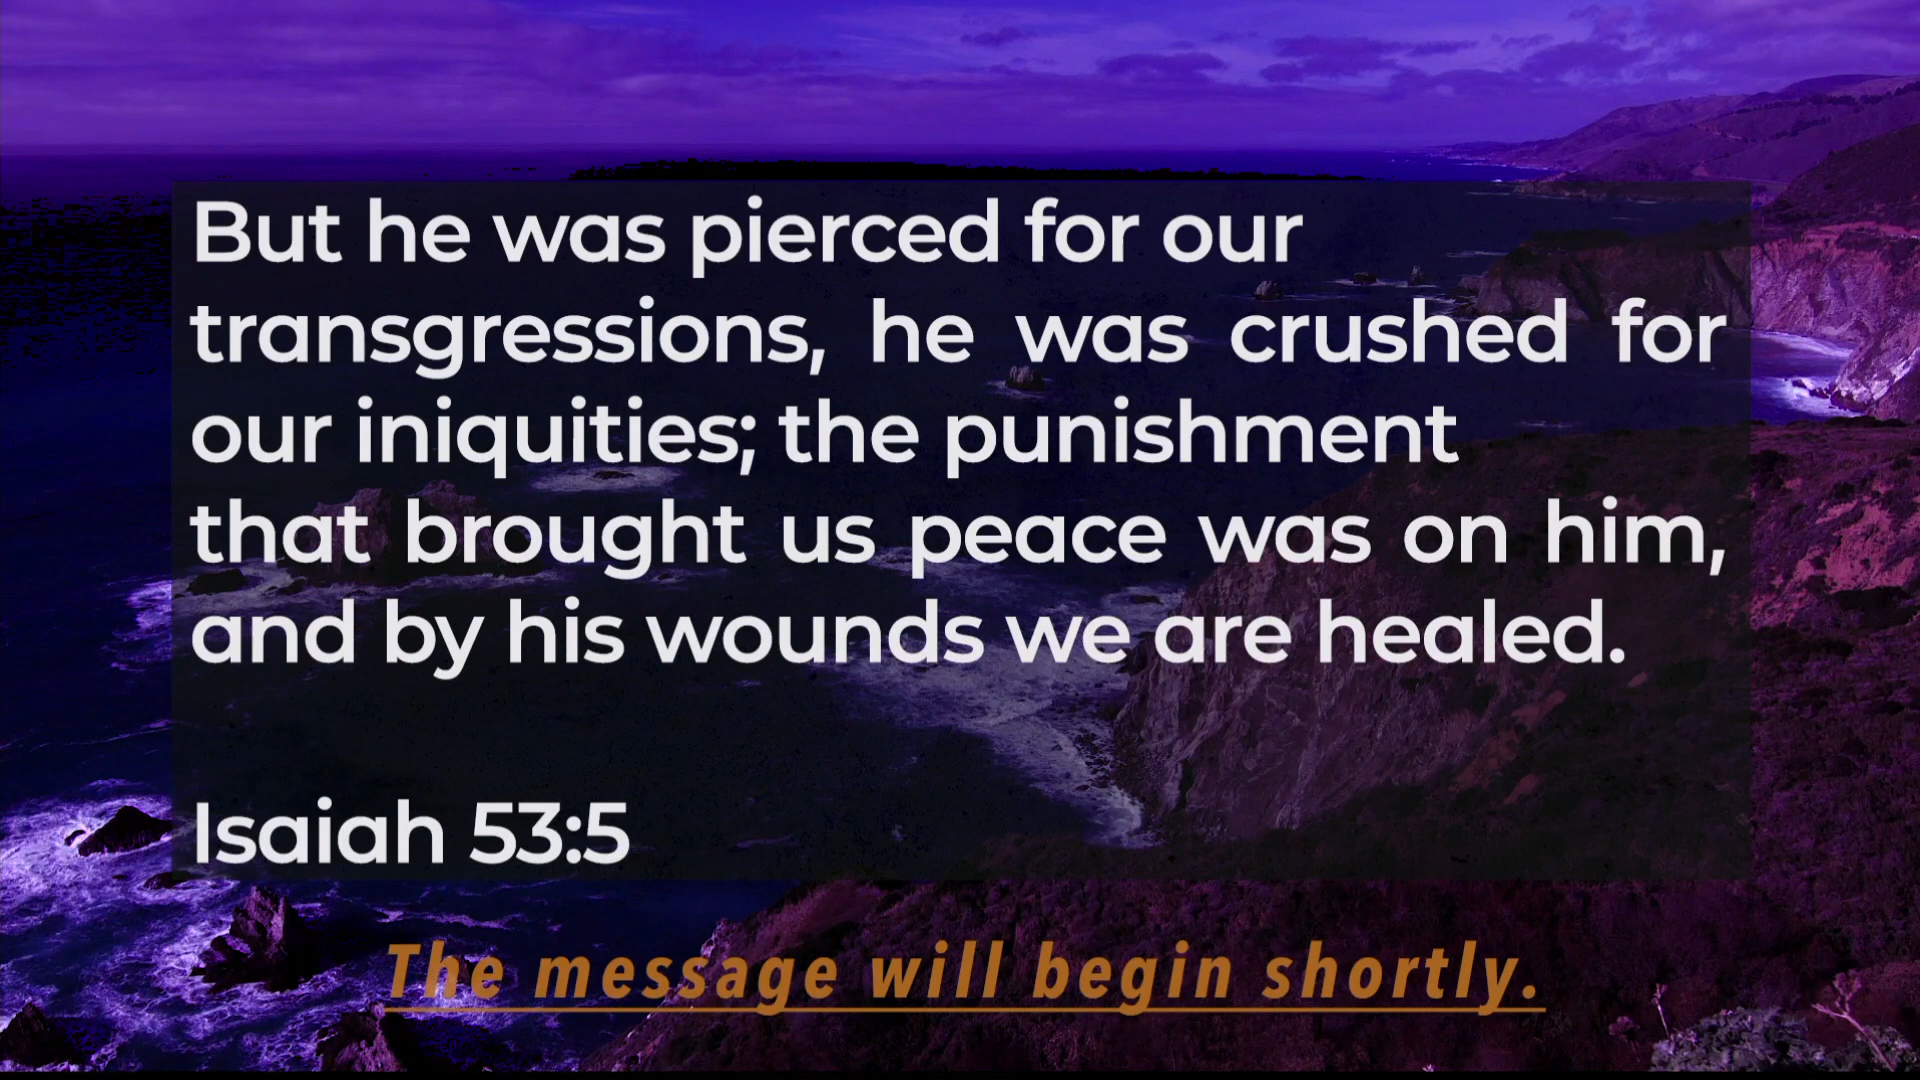 But he was pierced for our
transgressions, he was crushed for
our iniquities; the punishment
that brought us peace was on him,
and by his wounds we are healed.
Isaiah 53:5
The message will begin shortly.